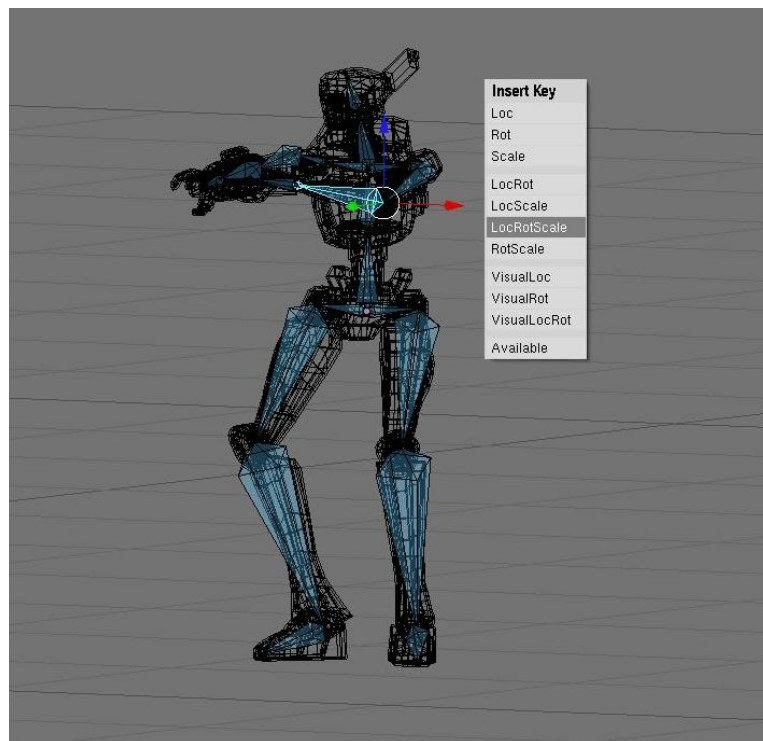 Insert Key
Loc
Rot
Scale
LocRot
LocScale
LocRotScale
RotScale
VisualLoc
VisualRot
VisualLocRot
Available